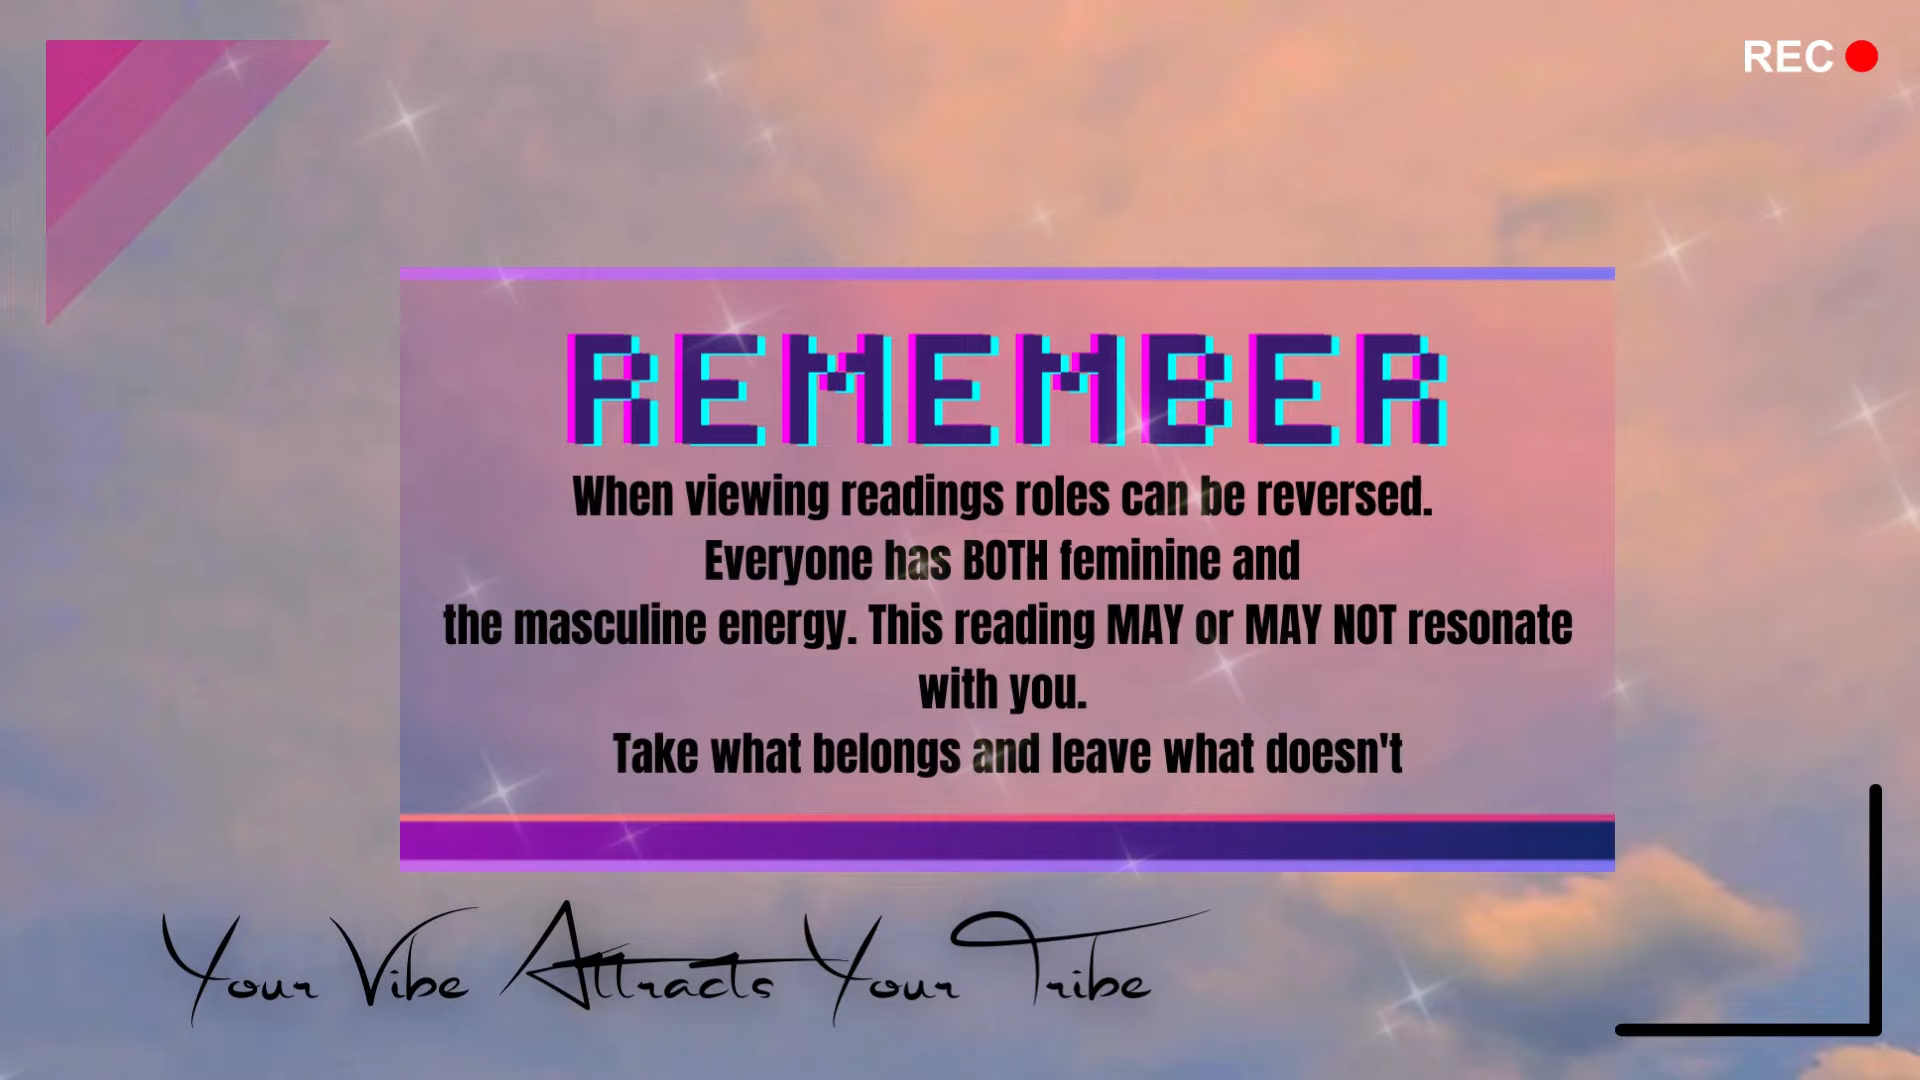 REC
REMEMBER
When viewing readings roles can be reversed.
Everyone has BOTH feminine and
the masculine energy. This reading MAY or MAY NOT resonate
with you.
Take what belongs and leave what doesn't
Your Vibe Attracts Your Tribe